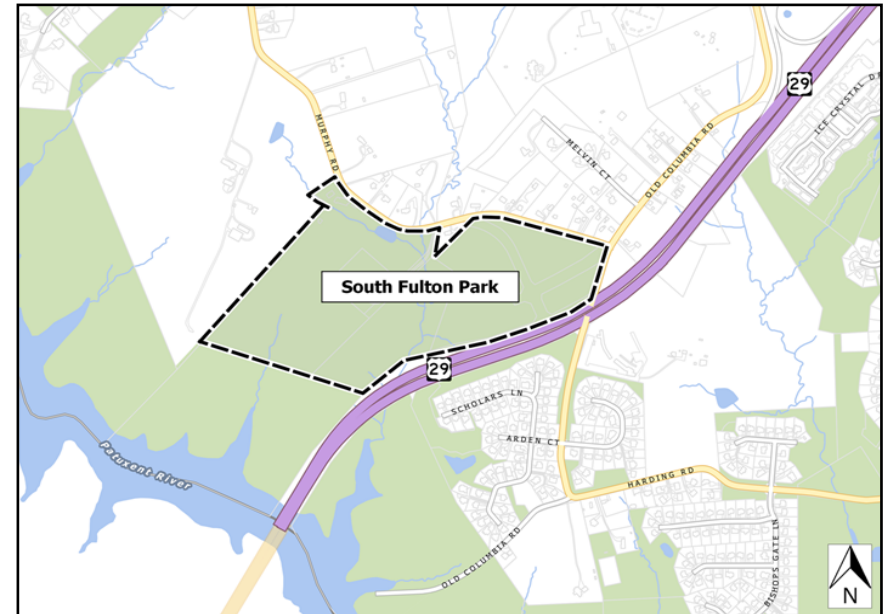 29
ICE CRYSTAL DR
MURPHY RD
MELVIN CT
OLD COLUMBIA RD
South Fulton Park
29
SCHOLARS LN
ARDEN CT
Patuxent River
HARDING RD
OLD COLUMBIA RD
BISHOPS GATE LN
N